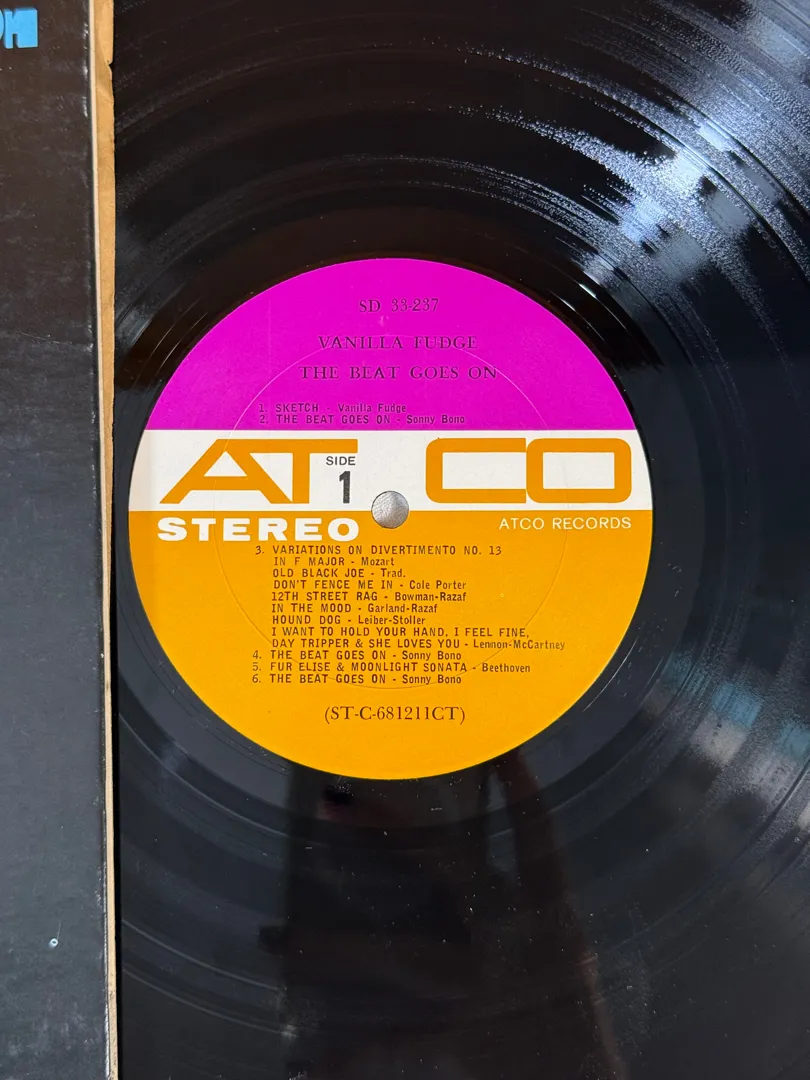 SD 33-237
VANILLA FUDGE
THE BEAT GOES ON
1. SKETCH - Vanilla Fudge
2. THE BEAT GOES ON - Sonny Bono
AT CO
SIDE
1
STEREO
ATCO RECORDS
3. VARIATIONS ON DIVERTIMENTO NO. 13
IN F MAJOR - Mozart
OLD BLACK JOE - Trad.
DON'T FENCE ME IN - Cole Porter
12TH STREET RAG - Bowman-Razaf
IN THE MOOD - Garland-Razaf
HOUND DOG - Leiber-Stoller
I WANT TO HOLD YOUR HAND, I FEEL FINE,
DAY TRIPPER & SHE LOVES YOU - Lennon-McCartney
4. THE BEAT GOES ON - Sonny Bono
5. FUR ELISE & MOONLIGHT SONATA - Beethoven
6. THE BEAT GOES ON - Sonny Bono
(ST-C-681211CT)